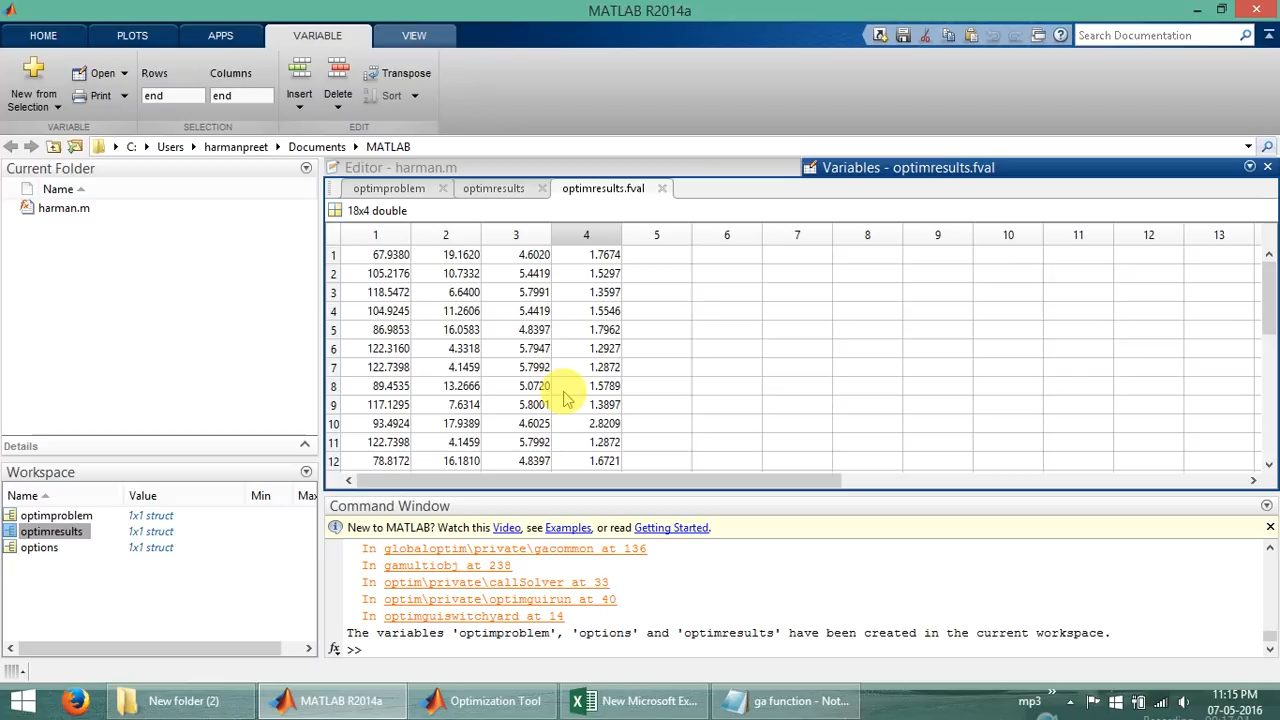 MATLAB R2014a
HOME
PLOTS
APPS
VARIABLE
VIEW
Search Documentation
New from
Selection
Open
Print
Rows
Columns
end
end
Insert
Delete
Transpose
Sort
VARIABLE
SELECTION
EDIT
C:
Users
harmanpreet
Documents
MATLAB
Current Folder
Name
harman.m
Details
Workspace
Name
Value
Min
Max
optimproblem
1x1 struct
optimresults
1x1 struct
options
1x1 struct
Editor - harman.m
Variables - optimresults.fval
optimproblem
optimresults
optimresults.fval
18x4 double
1 2 3 4 5 6 7 8 9 10 11 12 13
1 67.9380 19.1620 4.6020 1.7674
2 105.2176 10.7332 5.4419 1.5297
3 118.5472 6.6400 5.7991 1.3597
4 104.9245 11.2606 5.4419 1.5546
5 86.9853 16.0583 4.8397 1.7962
6 122.3160 4.3318 5.7947 1.2927
7 122.7398 4.1459 5.7992 1.2872
8 89.4535 13.2666 5.0720 1.5789
9 117.1295 7.6314 5.8001 1.3897
10 93.4924 17.9389 4.6025 2.8209
11 122.7398 4.1459 5.7992 1.2872
12 78.8172 16.1810 4.8397 1.6721
Command Window
New to MATLAB? Watch this Video, see Examples, or read Getting Started.
In globaloptim\private\gacommon at 136
In gamultiobj at 238
In optim\private\callSolver at 33
In optim\private\optimguirun at 40
In optimguiswitchyard at 14
The variables 'optimproblem', 'options' and 'optimresults' have been created in the current workspace.
fx >>
New folder (2)
MATLAB R2014a
Optimization Tool
New Microsoft Ex...
ga function - Not...
mp3
11:15 PM
07-05-2016